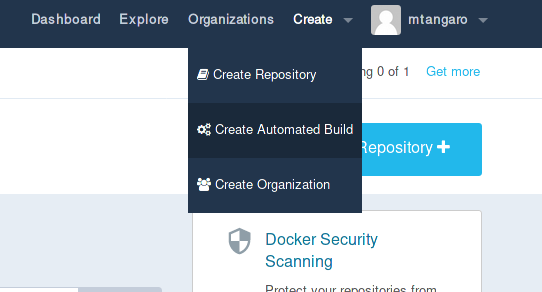 Dashboard Explore Organizations Create mtangaro
Create Repository
ng 0 of 1 Get more
Create Automated Build
Repository
Create Organization
Docker Security
Scanning
Protect your repositories from